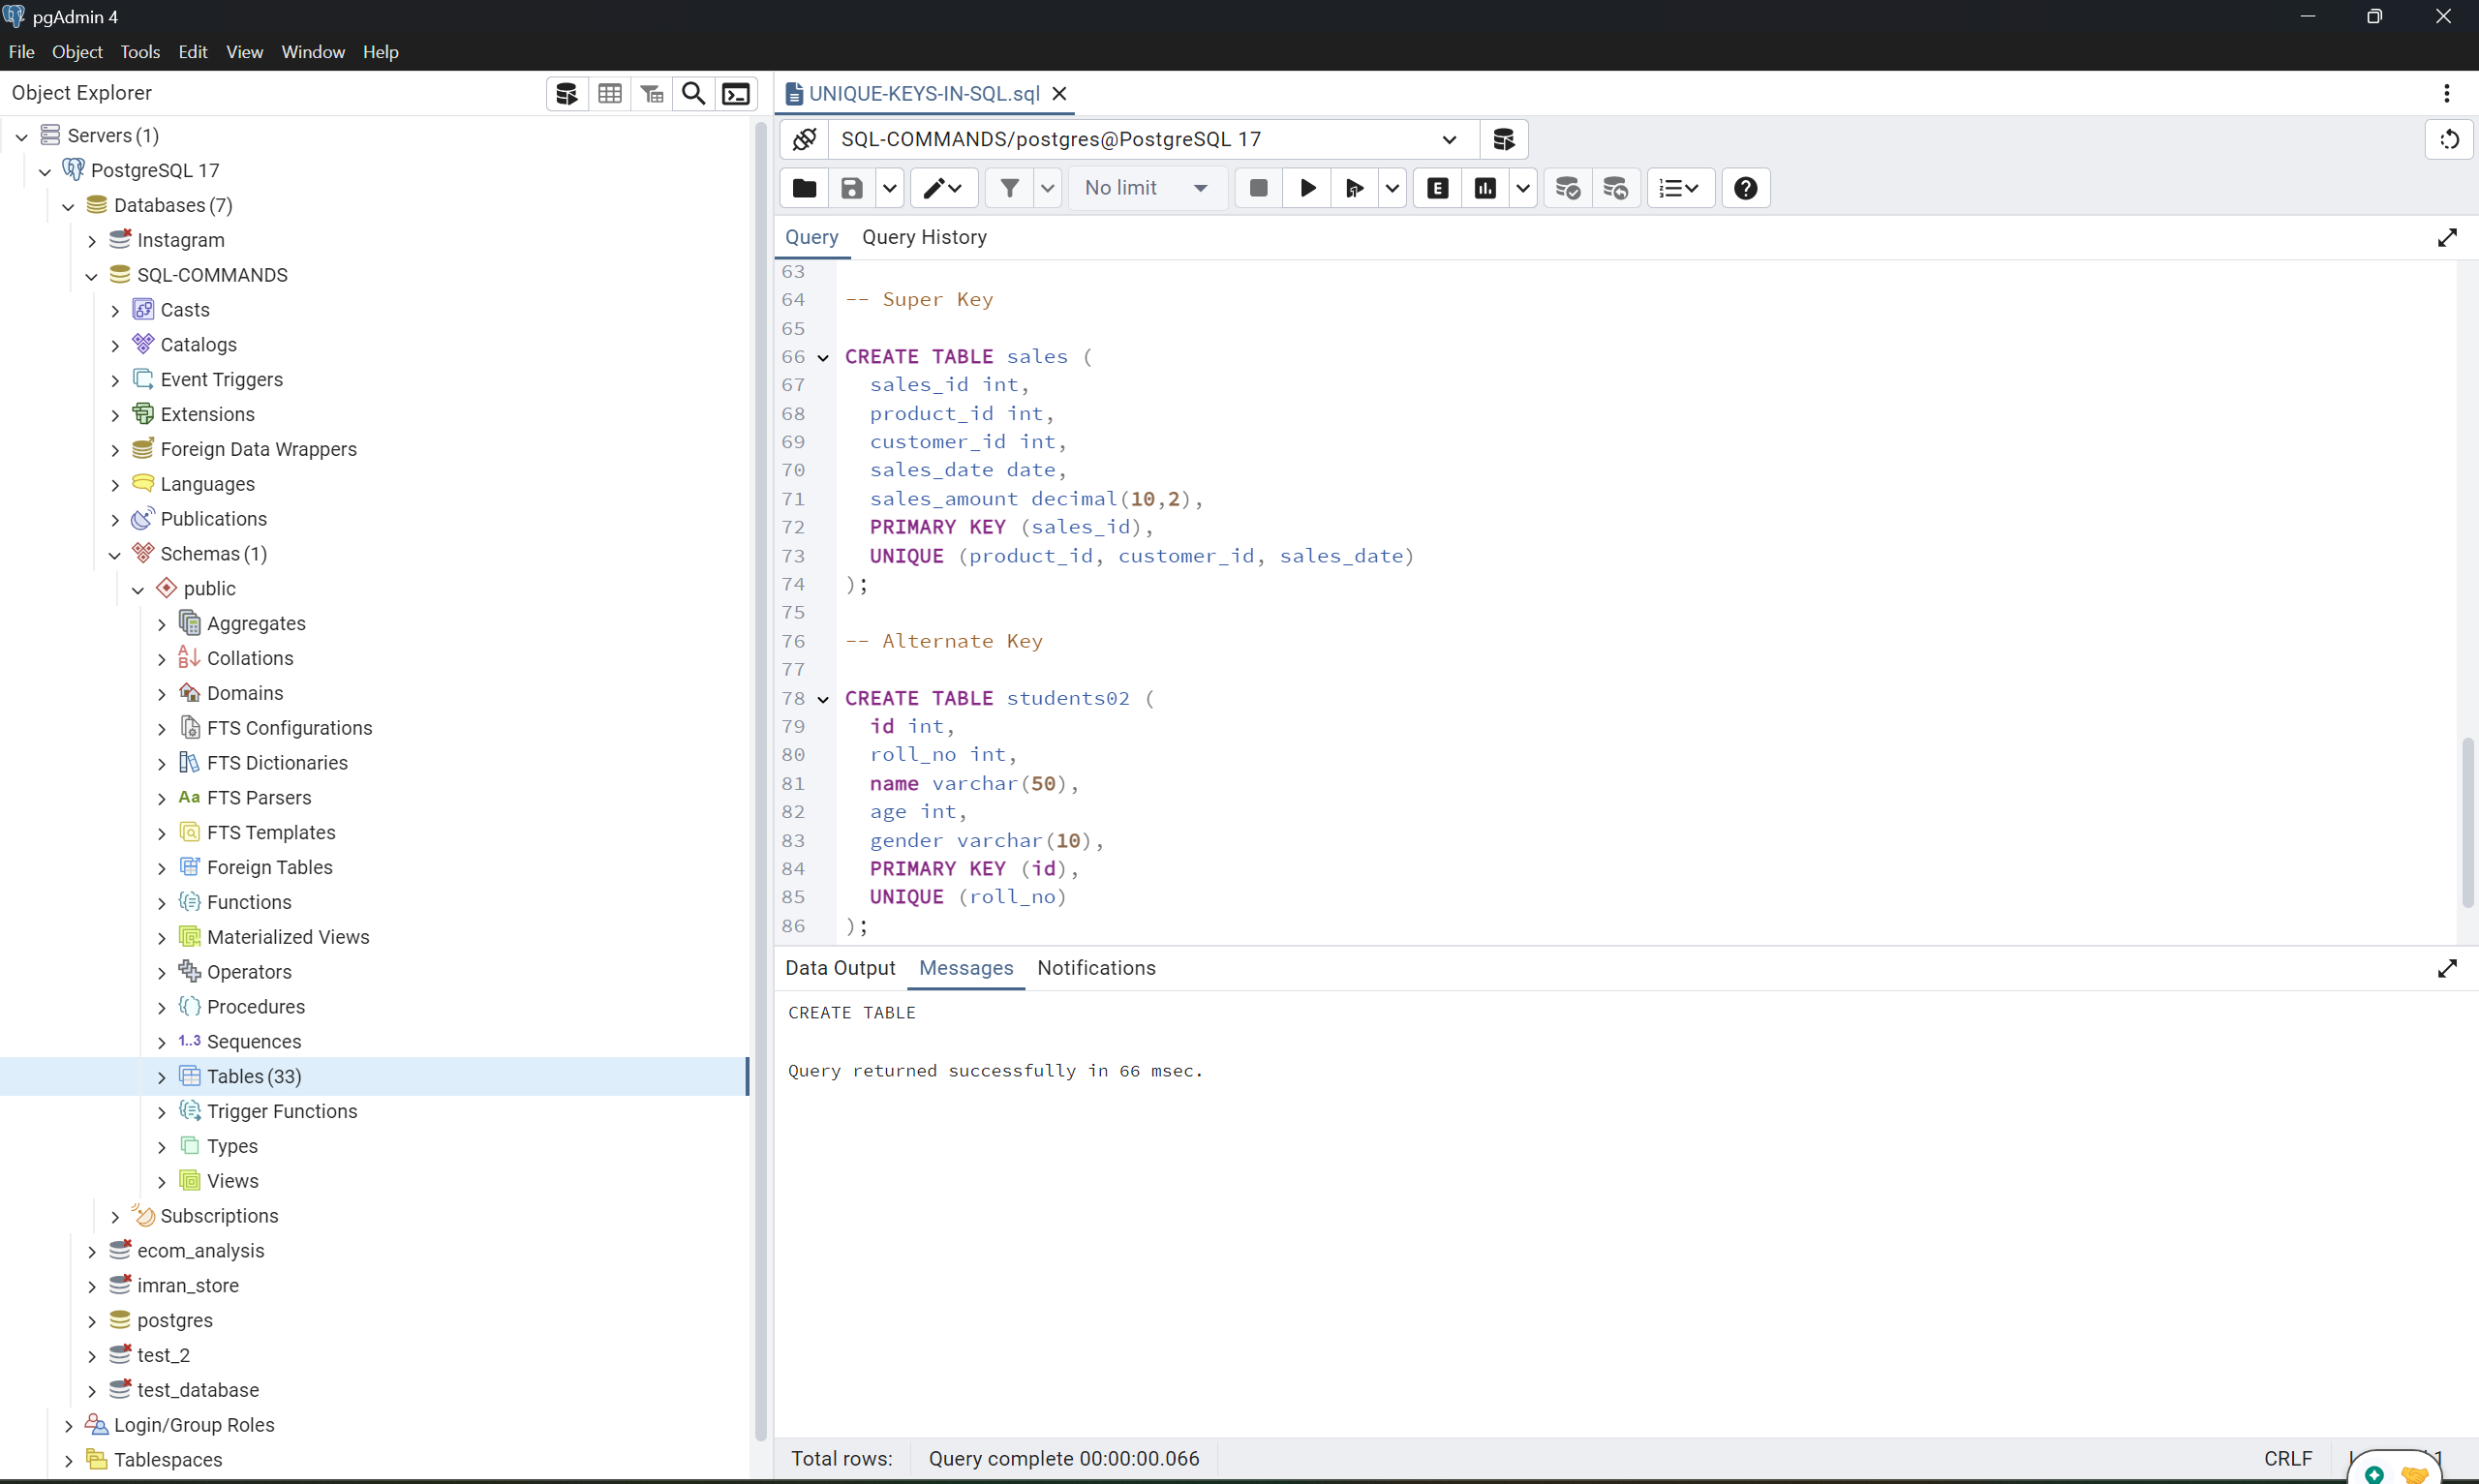 pgAdmin 4
File Object Tools Edit View Window Help
Object Explorer
Servers (1)
PostgreSQL 17
Databases (7)
Instagram
SQL-COMMANDS
Casts
Catalogs
Event Triggers
Extensions
Foreign Data Wrappers
Languages
Publications
Schemas (1)
public
Aggregates
Collations
Domains
FTS Configurations
FTS Dictionaries
Aa FTS Parsers
FTS Templates
Foreign Tables
Functions
Materialized Views
Operators
Procedures
1..3 Sequences
Tables (33)
Trigger Functions
Types
Views
Subscriptions
ecom_analysis
imran_store
postgres
test_2
test_database
Login/Group Roles
Tablespaces
UNIQUE-KEYS-IN-SQL.sql
SQL-COMMANDS/postgres@PostgreSQL 17
No limit
E
Query Query History
63
64 -- Super Key
65
66 CREATE TABLE sales (
67 sales_id int,
68 product_id int,
69 customer_id int,
70 sales_date date,
71 sales_amount decimal(10,2),
72 PRIMARY KEY (sales_id),
73 UNIQUE (product_id, customer_id, sales_date)
74 );
75
76 -- Alternate Key
77
78 CREATE TABLE students02 (
79 id int,
80 roll_no int,
81 name varchar(50),
82 age int,
83 gender varchar(10),
84 PRIMARY KEY (id),
85 UNIQUE (roll_no)
86 );
Data Output Messages Notifications
CREATE TABLE
Query returned successfully in 66 msec.
Total rows: Query complete 00:00:00.066
CRLF